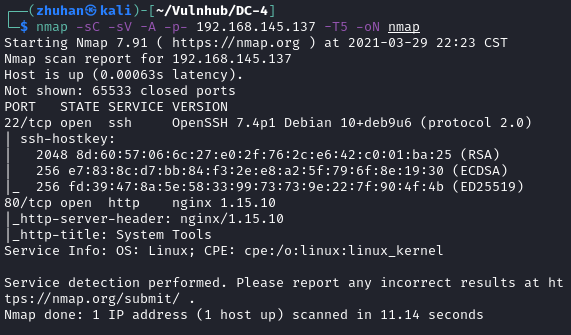 ┌──(zhuhan㉿kali)-[~/Vulnhub/DC-4]
└─$ nmap -sC -sV -A -p- 192.168.145.137 -T5 -oN nmap
Starting Nmap 7.91 ( https://nmap.org ) at 2021-03-29 22:23 CST
Nmap scan report for 192.168.145.137
Host is up (0.00063s latency).
Not shown: 65533 closed ports
PORT   STATE SERVICE VERSION
22/tcp open  ssh     OpenSSH 7.4p1 Debian 10+deb9u6 (protocol 2.0)
| ssh-hostkey:
|   2048 8d:60:57:06:6c:27:e0:2f:76:2c:e6:42:c0:01:ba:25 (RSA)
|   256 e7:83:8c:d7:bb:84:f3:2e:e8:a2:5f:79:6f:8e:19:30 (ECDSA)
|_  256 fd:39:47:8a:5e:58:33:99:73:73:9e:22:7f:90:4f:4b (ED25519)
80/tcp open  http    nginx 1.15.10
|_http-server-header: nginx/1.15.10
|_http-title: System Tools
Service Info: OS: Linux; CPE: cpe:/o:linux:linux_kernel

Service detection performed. Please report any incorrect results at ht
tps://nmap.org/submit/ .
Nmap done: 1 IP address (1 host up) scanned in 11.14 seconds